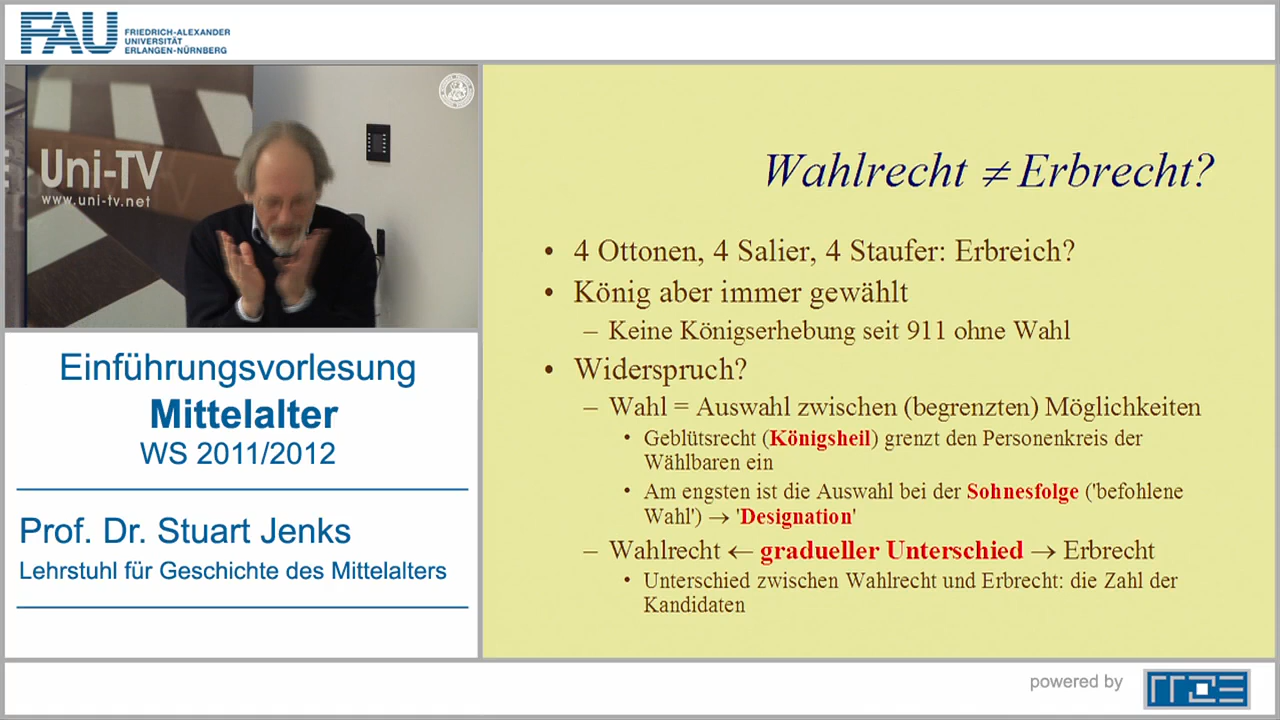 FAU
FRIEDRICH-ALEXANDER
UNIVERSITÄT
ERLANGEN-NÜRNBERG
Uni-TV
www.uni-tv.net
Einführungsvorlesung
Mittelalter
WS 2011/2012
Prof. Dr. Stuart Jenks
Lehrstuhl für Geschichte des Mittelalters
Wahlrecht ≠ Erbrecht?
• 4 Ottonen, 4 Salier, 4 Staufer: Erbreich?
• König aber immer gewählt
– Keine Königserhebung seit 911 ohne Wahl
• Widerspruch?
– Wahl = Auswahl zwischen (begrenzten) Möglichkeiten
• Geblütsrecht (Königsheil) grenzt den Personenkreis der
Wählbaren ein
• Am engsten ist die Auswahl bei der Sohnesfolge ('befohlene
Wahl') → 'Designation'
– Wahlrecht ← gradueller Unterschied → Erbrecht
• Unterschied zwischen Wahlrecht und Erbrecht: die Zahl der
Kandidaten
powered by
RRZE